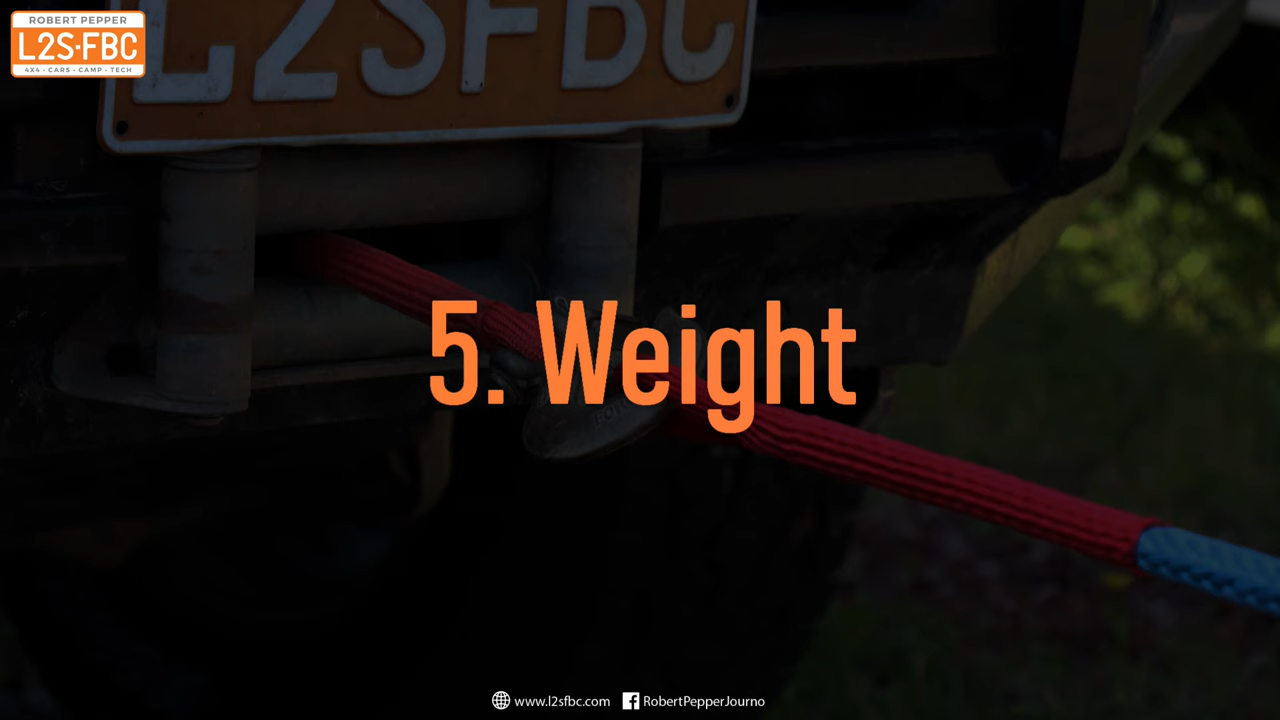 ROBERT PEPPER
L2S·FBC
4X4 • CARS • CAMP • TECH
L2SFBC
5. Weight
www.l2sfbc.com
RobertPepperJourno